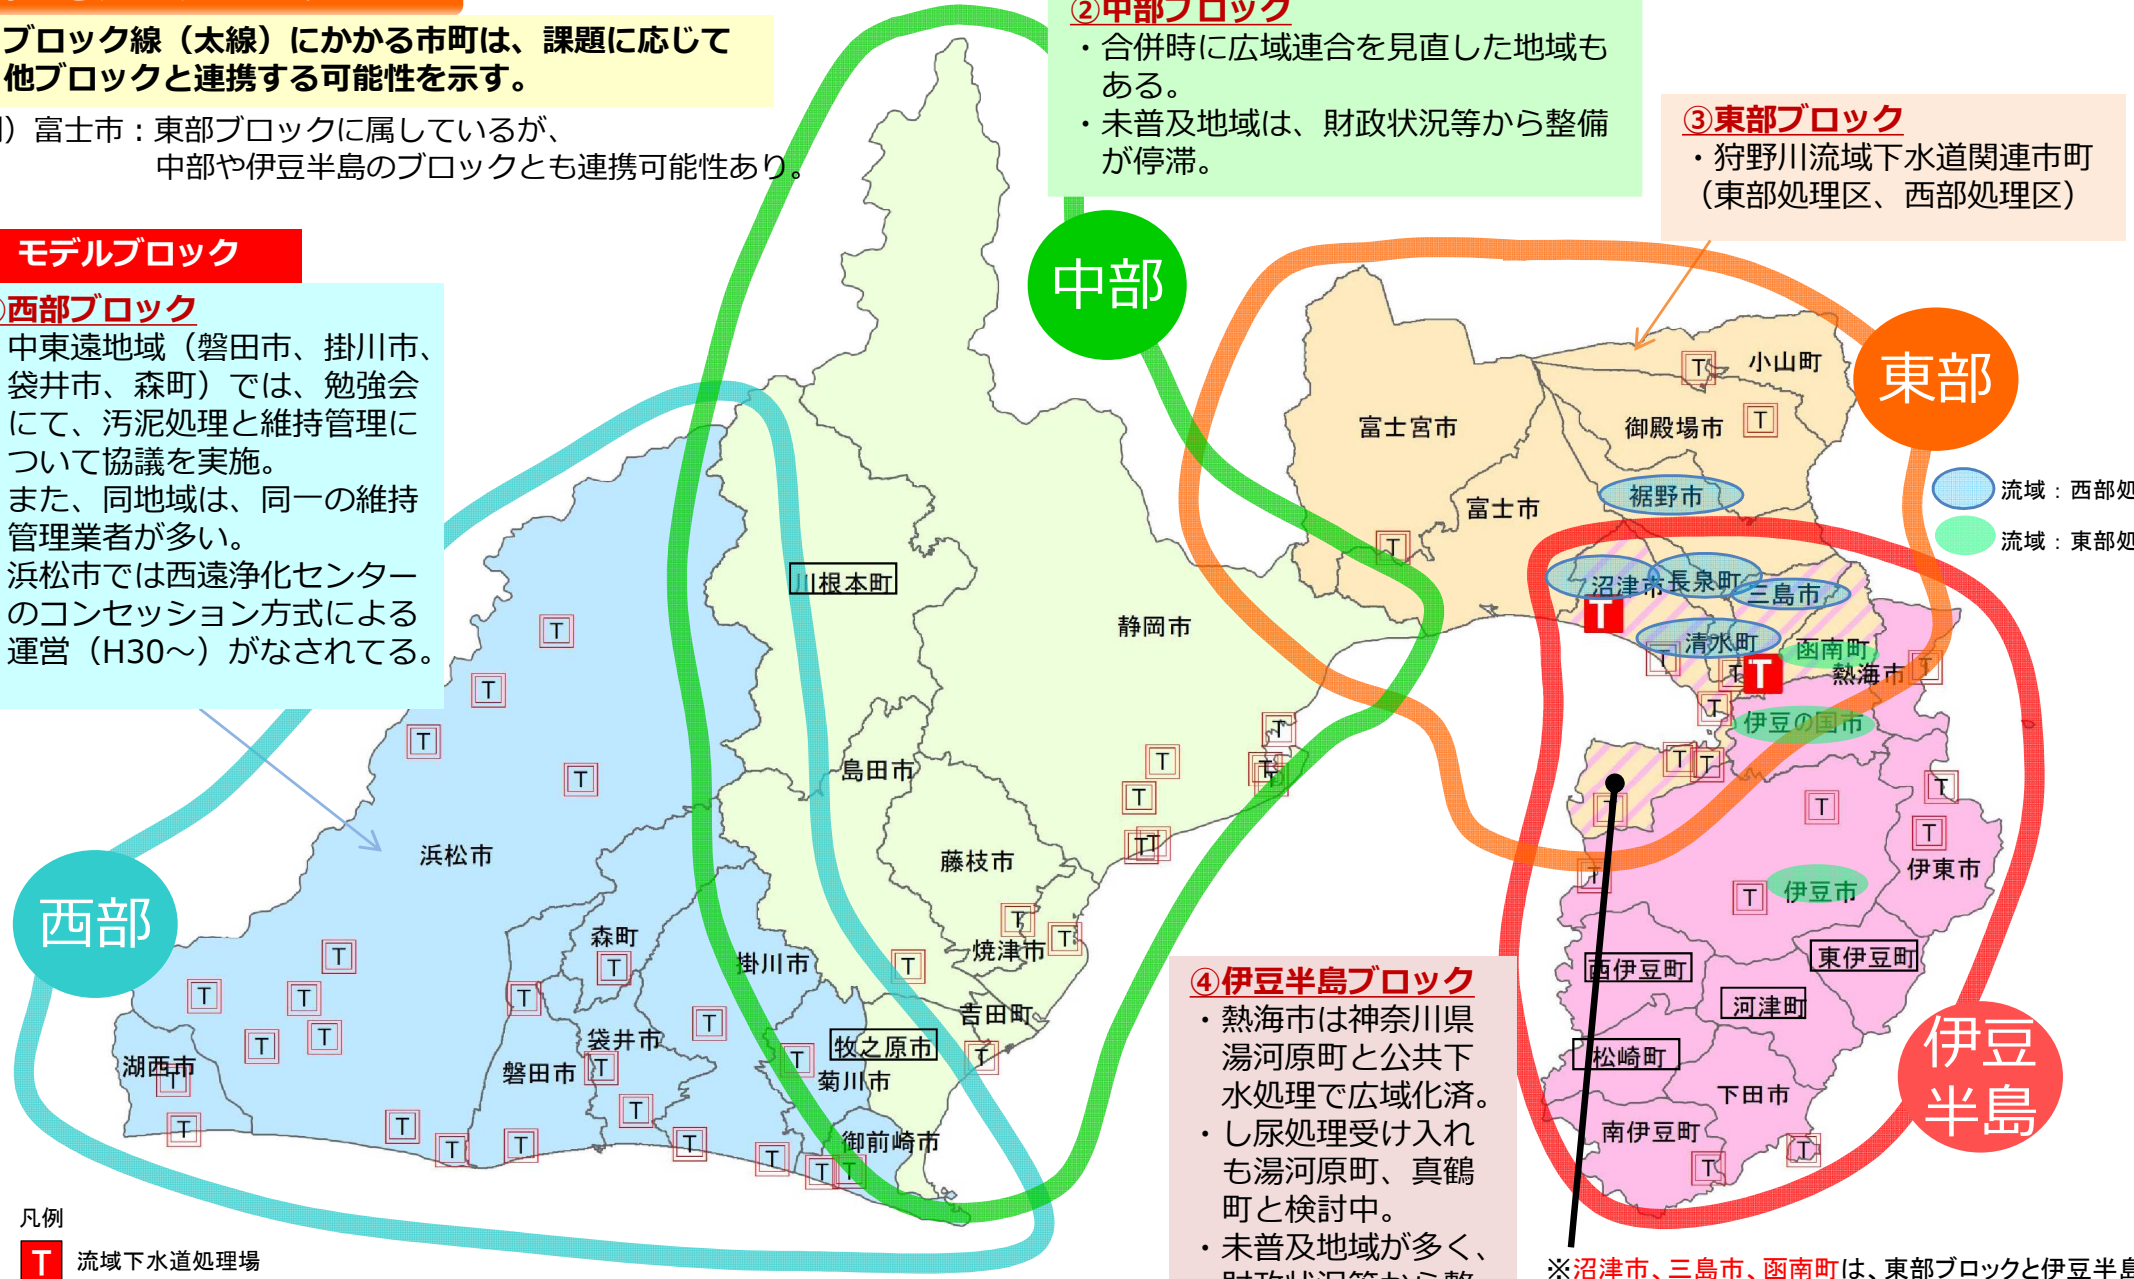 ブロック線（太線）にかかる市町は、課題に応じて
他ブロックと連携する可能性を示す。
）富士市：東部ブロックに属しているが、
中部や伊豆半島のブロックとも連携可能性あり。
モデルブロック
西部ブロック
中東遠地域（磐田市、掛川市、
袋井市、森町）では、勉強会
にて、汚泥処理と維持管理に
ついて協議を実施。
また、同地域は、同一の維持
管理業者が多い。
浜松市では西遠浄化センター
のコンセッション方式による
運営（H30～）がなされてる。
②中部ブロック
・合併時に広域連合を見直した地域も
ある。
・未普及地域は、財政状況等から整備
が停滞。
③東部ブロック
・狩野川流域下水道関連市町
（東部処理区、西部処理区）
中部
東部
西部
伊豆
半島
流域：西部処
流域：東部処
小山町
御殿場市
富士宮市
裾野市
富士市
沼津市
長泉町
三島市
清水町
函南町
熱海市
伊豆の国市
伊豆市
伊東市
東伊豆町
西伊豆町
河津町
松崎町
下田市
南伊豆町
川根本町
静岡市
島田市
藤枝市
焼津市
吉田町
牧之原市
菊川市
御前崎市
掛川市
森町
袋井市
磐田市
浜松市
湖西市
④伊豆半島ブロック
・熱海市は神奈川県
湯河原町と公共下
水処理で広域化済。
・し尿処理受け入れ
も湯河原町、真鶴
町と検討中。
・未普及地域が多く、
財政状況等から整
凡例
T 流域下水道処理場
※沼津市、三島市、函南町は、東部ブロックと伊豆半島